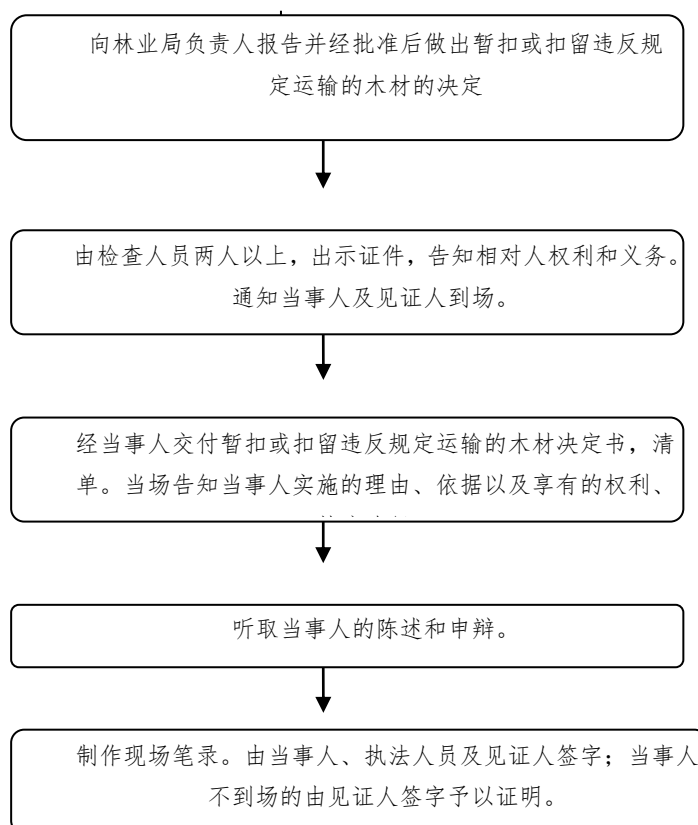 向林业局负责人报告并经批准后做出暂扣或扣留违反规
定运输的木材的决定
由检查人员两人以上，出示证件，告知相对人权利和义务。
通知当事人及见证人到场。
经当事人交付暂扣或扣留违反规定运输的木材决定书，清
单。当场告知当事人实施的理由、依据以及享有的权利、
听取当事人的陈述和申辩。
制作现场笔录。由当事人、执法人员及见证人签字；当事人
不到场的由见证人签字予以证明。